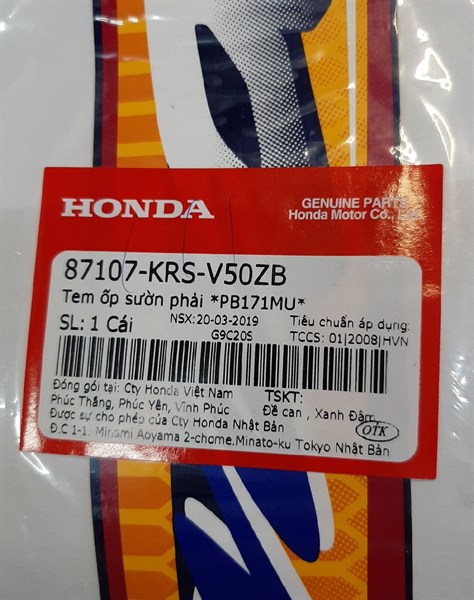 HONDA
GENUINE PARTS
Honda Motor Co., Ltd.
87107-KRS-V50ZB
Tem ốp sườn phải *PB171MU*
SL: 1 Cái
NSX:20-03-2019
G9C20S
Tiêu chuẩn áp dụng:
TCCS: 01|2008|HVN
Đóng gói tại: Cty Honda Việt Nam
Phúc Thắng, Phúc Yên, Vĩnh Phúc
TSKT:
Đề can , Xanh Đậm
Được sự cho phép của Cty Honda Nhật Bản
Đ.C 1-1. Minami Aoyama 2-chome.Minato-ku Tokyo Nhật Bản
OTK